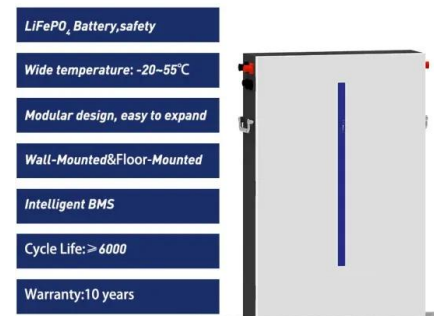 LiFePO₄ Battery,safety
Wide temperature: -20~55℃
Modular design, easy to expand
Wall-Mounted&Floor-Mounted
Intelligent BMS
Cycle Life:≥6000
Warranty:10 years